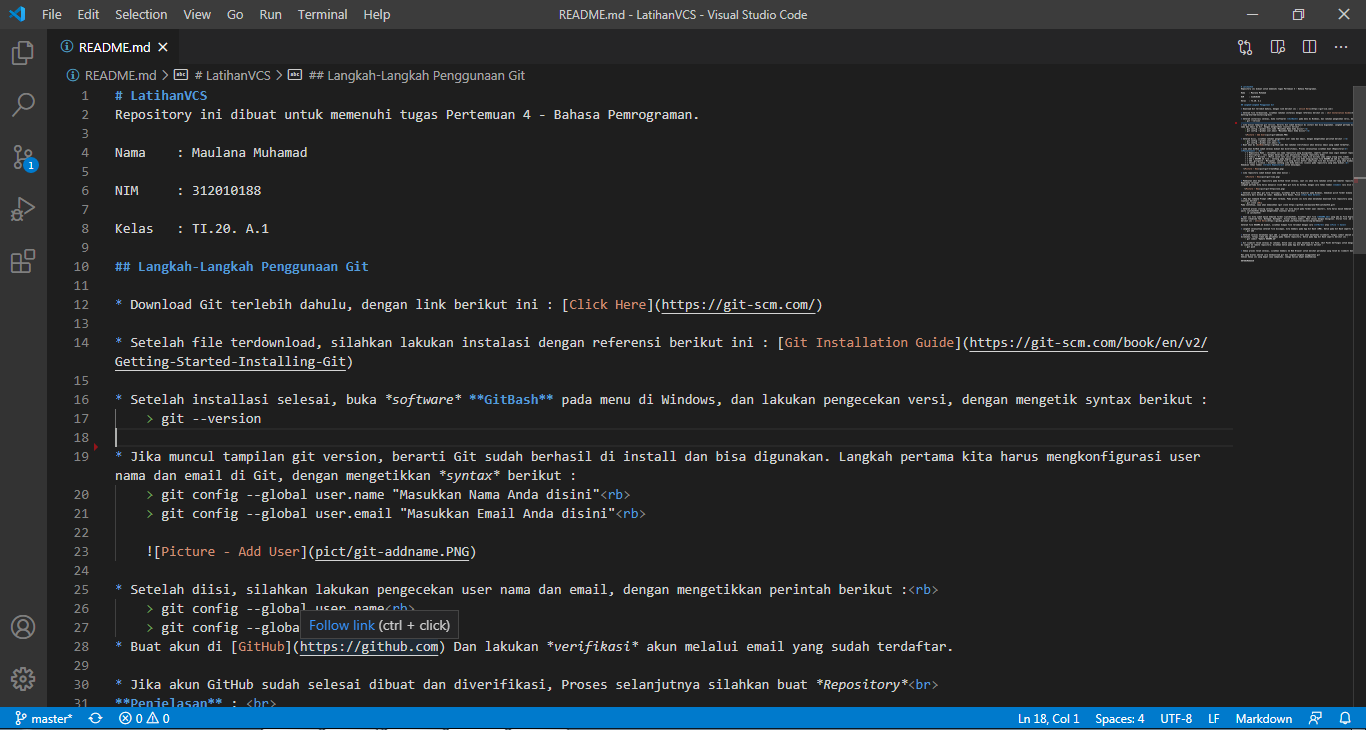 File Edit Selection View Go Run Terminal Help README.md - LatihanVCS - Visual Studio Code
README.md
README.md > # LatihanVCS > ## Langkah-Langkah Penggunaan Git
1 # LatihanVCS
2 Repository ini dibuat untuk memenuhi tugas Pertemuan 4 - Bahasa Pemrograman.
3
4 Nama    : Maulana Muhamad
5
6 NIM     : 312010188
7
8 Kelas   : TI.20. A.1
9
10 ## Langkah-Langkah Penggunaan Git
11
12 * Download Git terlebih dahulu, dengan link berikut ini : [Click Here](https://git-scm.com/)
13
14 * Setelah file terdownload, silahkan lakukan instalasi dengan referensi berikut ini : [Git Installation Guide](https://git-scm.com/book/en/v2/
Getting-Started-Installing-Git)
15
16 * Setelah installasi selesai, buka *software* **GitBash** pada menu di Windows, dan lakukan pengecekan versi, dengan mengetik syntax berikut :
17     > git --version
18
19 * Jika muncul tampilan git version, berarti Git sudah berhasil di install dan bisa digunakan. Langkah pertama kita harus mengkonfigurasi user
nama dan email di Git, dengan mengetikkan *syntax* berikut :
20     > git config --global user.name "Masukkan Nama Anda disini"<rb>
21     > git config --global user.email "Masukkan Email Anda disini"<rb>
22
23     ![Picture - Add User](pict/git-addname.PNG)
24
25 * Setelah diisi, silahkan lakukan pengecekan user nama dan email, dengan mengetikkan perintah berikut :<rb>
26     > git config --global user.name<rb>
27     > git config --globa
Follow link (ctrl + click)
28 * Buat akun di [GitHub](https://github.com) Dan lakukan *verifikasi* akun melalui email yang sudah terdaftar.
29
30 * Jika akun GitHub sudah selesai dibuat dan diverifikasi, Proses selanjutnya silahkan buat *Repository*<br>
31 **Penjelasan** : <br>
1
master* 0 0 Ln 18, Col 1 Spaces: 4 UTF-8 LF Markdown